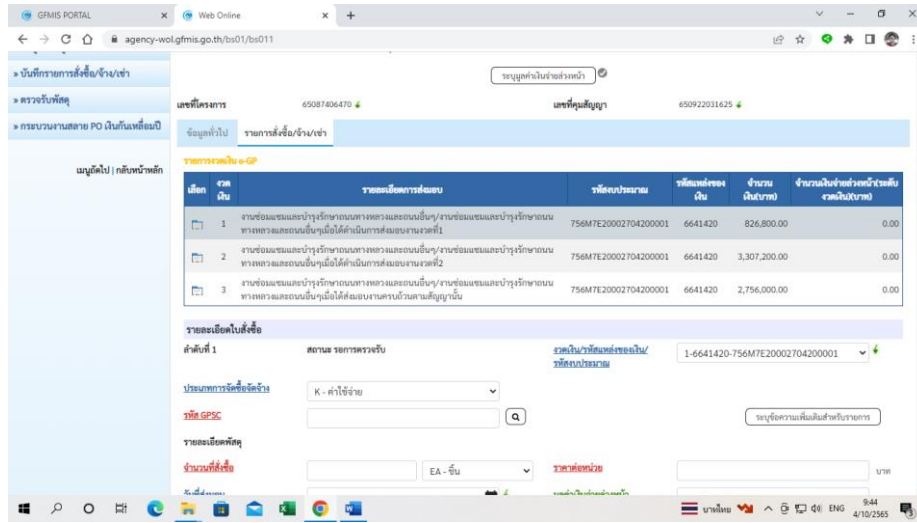 GFMIS PORTAL
Web Online
agency-wol.gfmis.go.th/bs01/bs011
» บันทึกรายการสั่งซื้อ/จ้าง/เช่า
» ตรวจรับพัสดุ
» กระบวนงานสลาย PO เงินกันเหลื่อมปี
เมนูถัดไป | กลับหน้าหลัก
ระบุมูลค่าเงินจ่ายล่วงหน้า
เลขที่โครงการ 65087406470 เลขที่คุมสัญญา 650922031625
ข้อมูลทั่วไป รายการสั่งซื้อ/จ้าง/เช่า
รายการงวดเงิน e-GP
เลือก งวดเงิน รายละเอียดการส่งมอบ รหัสงบประมาณ รหัสแหล่งของเงิน จำนวนเงิน(บาท) จำนวนเงินจ่ายล่วงหน้า(ระดับงวดเงิน)(บาท)
1 งานซ่อมแซมและบำรุงรักษาถนนทางหลวงและถนนอื่นๆ/งานซ่อมแซมและบำรุงรักษาถนน 756M7E20002704200001 6641420 826,800.00 0.00
ทางหลวงและถนนอื่นๆเมื่อได้ดำเนินการส่งมอบงานงวดที่1
2 งานซ่อมแซมและบำรุงรักษาถนนทางหลวงและถนนอื่นๆ/งานซ่อมแซมและบำรุงรักษาถนน 756M7E20002704200001 6641420 3,307,200.00 0.00
ทางหลวงและถนนอื่นๆเมื่อได้ดำเนินการส่งมอบงานงวดที่2
3 งานซ่อมแซมและบำรุงรักษาถนนทางหลวงและถนนอื่นๆ/งานซ่อมแซมและบำรุงรักษาถนน 756M7E20002704200001 6641420 2,756,000.00 0.00
ทางหลวงและถนนอื่นๆเมื่อได้ส่งมอบงานครบถ้วนตามสัญญานั้น
รายละเอียดใบสั่งซื้อ
ลำดับที่ 1 สถานะ รอการตรวจรับ งวดเงิน/รหัสแหล่งของเงิน/ 1-6641420-756M7E20002704200001
รหัสงบประมาณ
ประเภทการจัดซื้อจัดจ้าง K - ค่าใช้จ่าย
รหัส GPSC ระบุข้อความเพิ่มเติมสำหรับรายการ
รายละเอียดพัสดุ
จำนวนที่สั่งซื้อ EA - ชิ้น ราคาต่อหน่วย บาท
บาทไทย ENG 9:44
4/10/2565